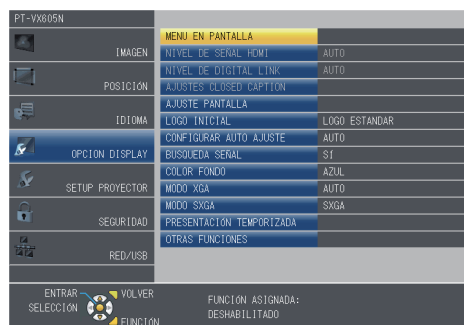 PT-VX605N
IMAGEN
POSICIÓN
IDIOMA
OPCION DISPLAY
SETUP PROYECTOR
SEGURIDAD
RED/USB
MENU EN PANTALLA
NIVEL DE SEÑAL HDMI AUTO
NIVEL DE DIGITAL LINK AUTO
AJUSTES CLOSED CAPTION
AJUSTE PANTALLA
LOGO INICIAL LOGO ESTANDAR
CONFIGURAR AUTO AJUSTE AUTO
BUSQUEDA SEÑAL SÍ
COLOR FONDO AZUL
MODO XGA AUTO
MODO SXGA SXGA
PRESENTACIÓN TEMPORIZADA
OTRAS FUNCIONES
ENTRAR VOLVER
SELECCIÓN
FUNCIÓN
FUNCIÓN ASIGNADA:
DESHABILITADO